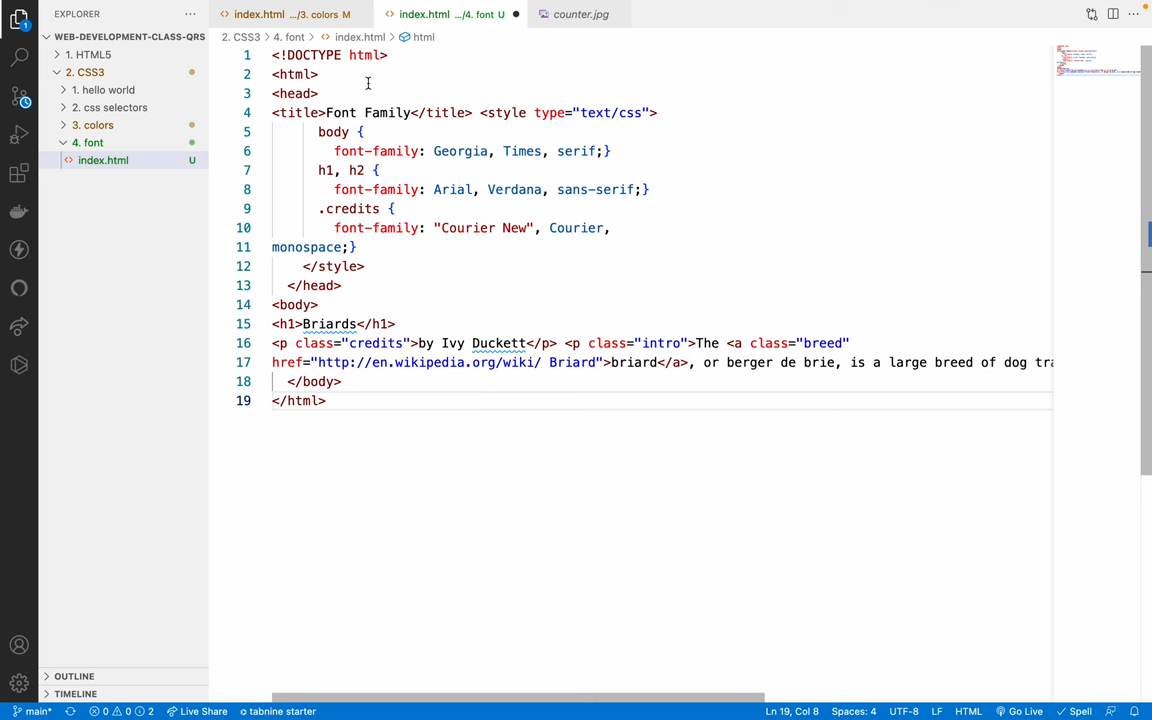 EXPLORER
index.html .../3. colors M
index.html .../4. font U
counter.jpg
WEB-DEVELOPMENT-CLASS-QRS
1. HTML5
2. CSS3
1. hello world
2. css selectors
3. colors
4. font
index.html U
2. CSS3 > 4. font > index.html > html
1 <!DOCTYPE html>
2 <html>
3 <head>
4 <title>Font Family</title> <style type="text/css">
5 body {
6 font-family: Georgia, Times, serif;}
7 h1, h2 {
8 font-family: Arial, Verdana, sans-serif;}
9 .credits {
10 font-family: "Courier New", Courier,
11 monospace;}
12 </style>
13 </head>
14 <body>
15 <h1>Briards</h1>
16 <p class="credits">by Ivy Duckett</p> <p class="intro">The <a class="breed"
17 href="http://en.wikipedia.org/wiki/ Briard">briard</a>, or berger de brie, is a large breed of dog tra
18 </body>
19 </html>
OUTLINE
TIMELINE
1
main* 0 0 2 Live Share tabnine starter Ln 19, Col 8 Spaces: 4 UTF-8 LF HTML Go Live Spell